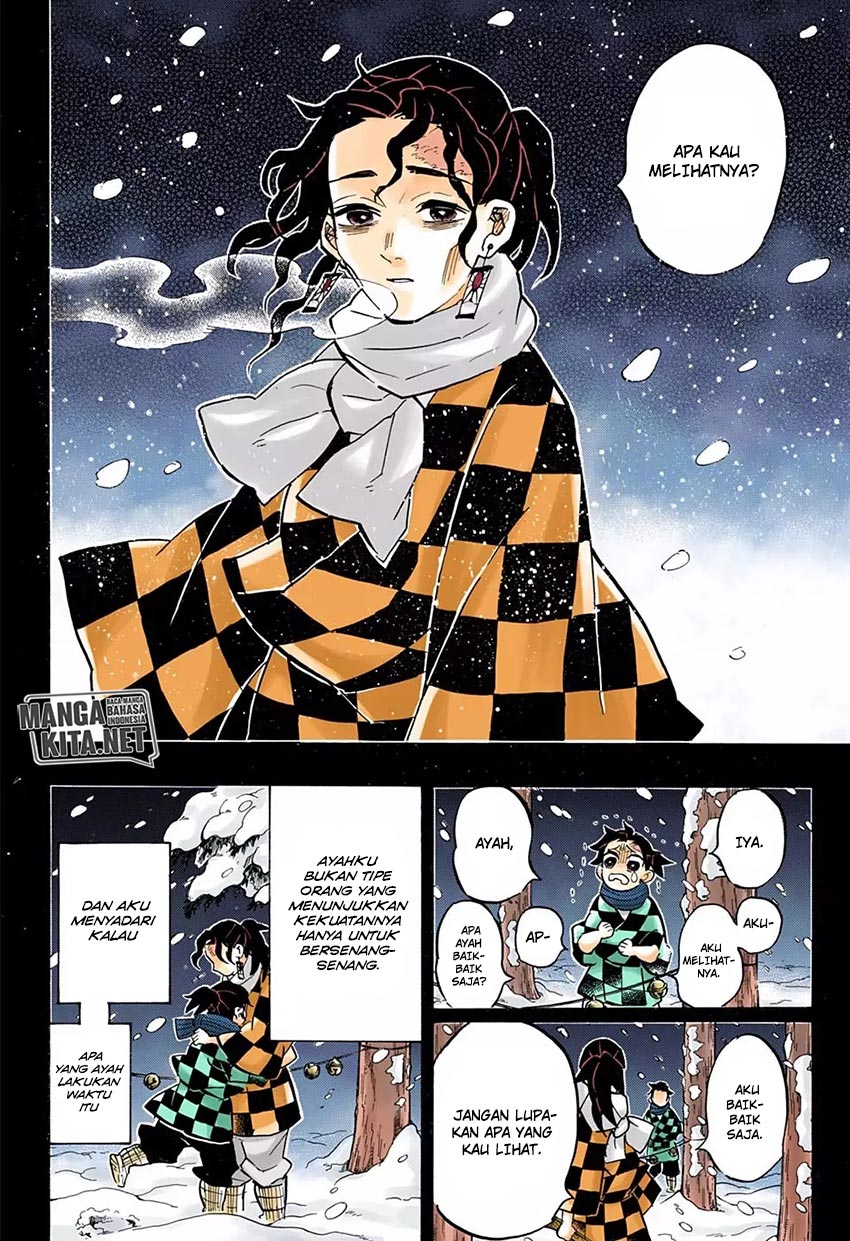 APA KAU
MELIHATNYA?
MANGA
KITA.NET
BACA MANGA
BAHASA
INDONESIA
IYA.
AKU-
AKU
MELIHAT-
NYA.
AYAH,
AP-
APA
AYAH
BAIK-
BAIK
SAJA?
AKU
BAIK-
BAIK
SAJA.
JANGAN LUPA-
KAN APA YANG
KAU LIHAT.
AYAHKU
BUKAN TIPE
ORANG YANG
MENUNJUKKAN
KEKUATANNYA
HANYA UNTUK
BERSENANG-
SENANG.
DAN AKU
MENYADARI
KALAU
APA
YANG AYAH
LAKUKAN
WAKTU
ITU